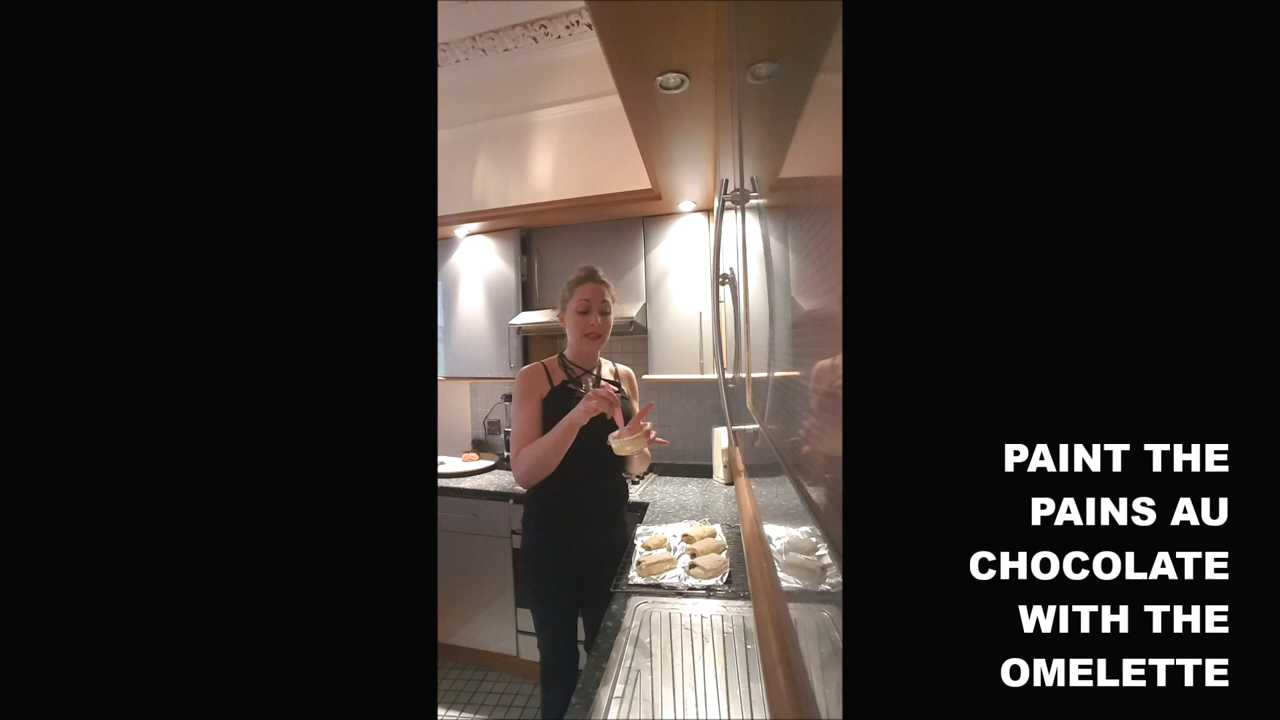 PAINT THE
PAINS AU
CHOCOLATE
WITH THE
OMELETTE